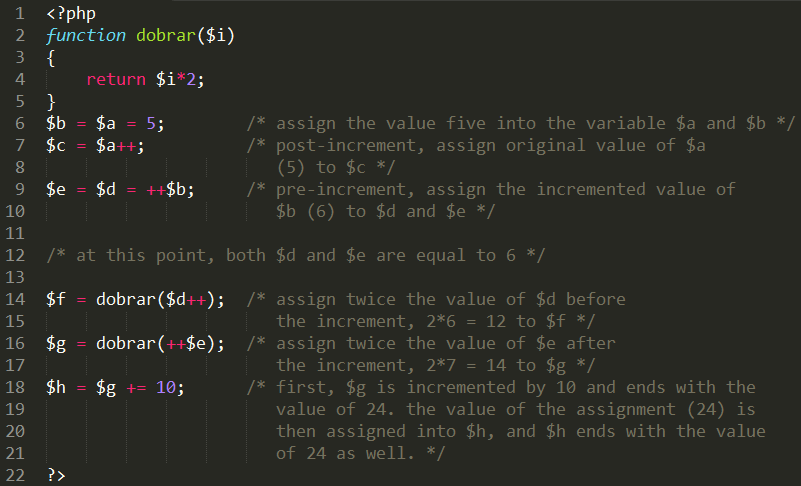 1 <?php
2 function dobrar($i)
3 {
4     return $i*2;
5 }
6 $b = $a = 5;        /* assign the value five into the variable $a and $b */
7 $c = $a++;          /* post-increment, assign original value of $a
8                        (5) to $c */
9 $e = $d = ++$b;     /* pre-increment, assign the incremented value of
10                       $b (6) to $d and $e */
11
12 /* at this point, both $d and $e are equal to 6 */
13
14 $f = dobrar($d++);  /* assign twice the value of $d before
15                        the increment, 2*6 = 12 to $f */
16 $g = dobrar(++$e);  /* assign twice the value of $e after
17                        the increment, 2*7 = 14 to $g */
18 $h = $g += 10;      /* first, $g is incremented by 10 and ends with the
19                        value of 24. the value of the assignment (24) is
20                        then assigned into $h, and $h ends with the value
21                        of 24 as well. */
22 ?>